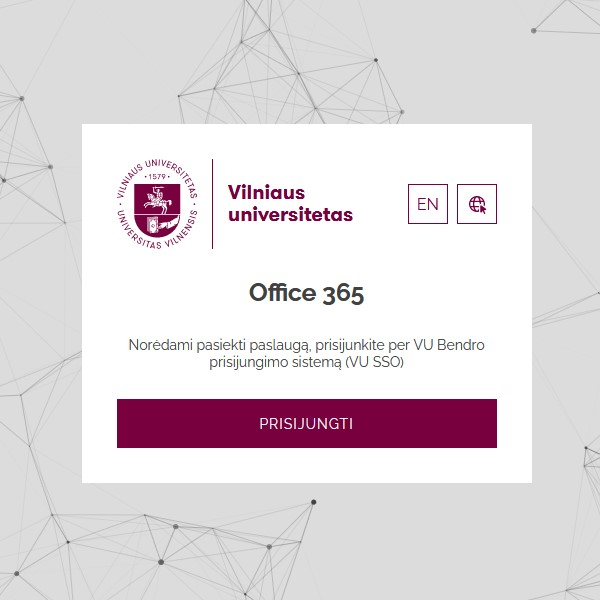 VILNIAUS UNIVERSITETAS
· 1579 ·
UNIVERSITAS VILNENSIS
Vilniaus
universitetas
EN
Office 365
Norėdami pasiekti paslaugą, prisijunkite per VU Bendro
prisijungimo sistemą (VU SSO)
PRISIJUNGTI